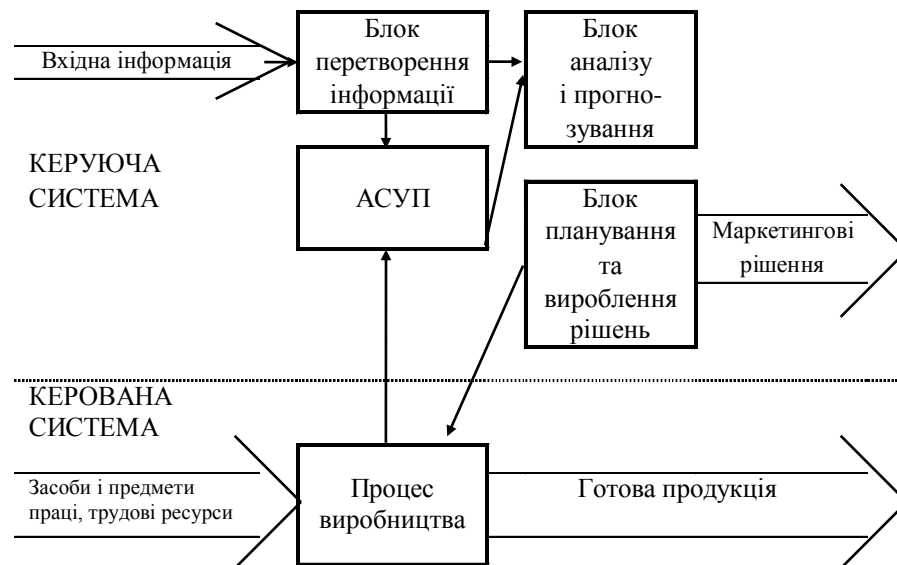 Вхідна інформація
Блок
перетворення
інформації
Блок
аналізу
і прогно-
зування
КЕРУЮЧА
СИСТЕМА
АСУП
Блок
планування
та
вироблення
рішень
Маркетингові
рішення
КЕРОВАНА
СИСТЕМА
Засоби і предмети
праці, трудові ресурси
Процес
виробництва
Готова продукція